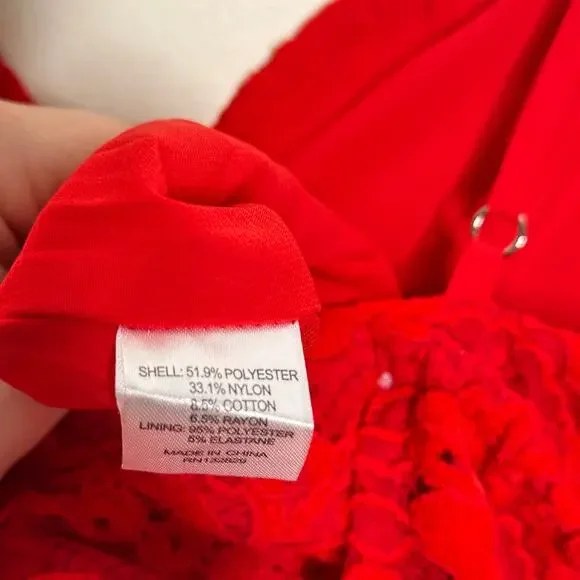 SHELL: 51.9% POLYESTER
33.1% NYLON
8.5% COTTON
6.5% RAYON
LINING: 95% POLYESTER
5% ELASTANE
MADE IN CHINA
RN132829